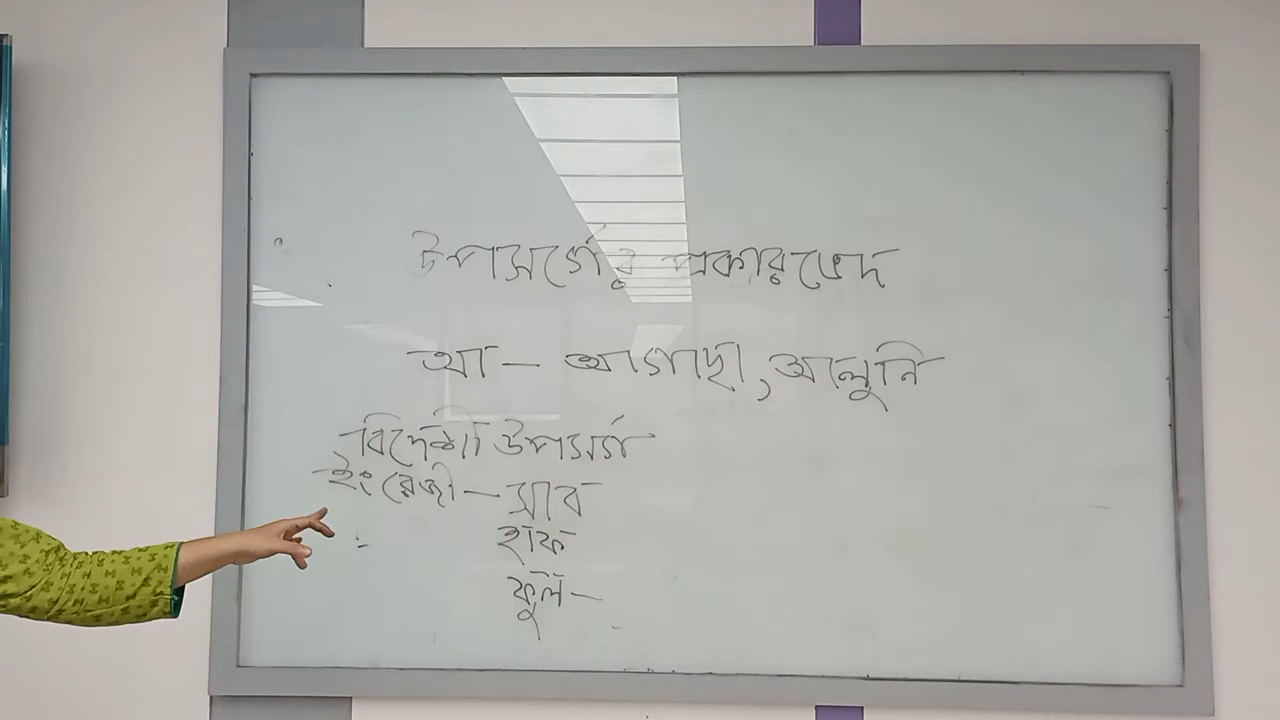 উপসর্গের প্রকারভেদ
আ - আগাছা, আলুনি
বিদেশী উপসর্গ
ইংরেজী - সাব
হাফ
ফুল -